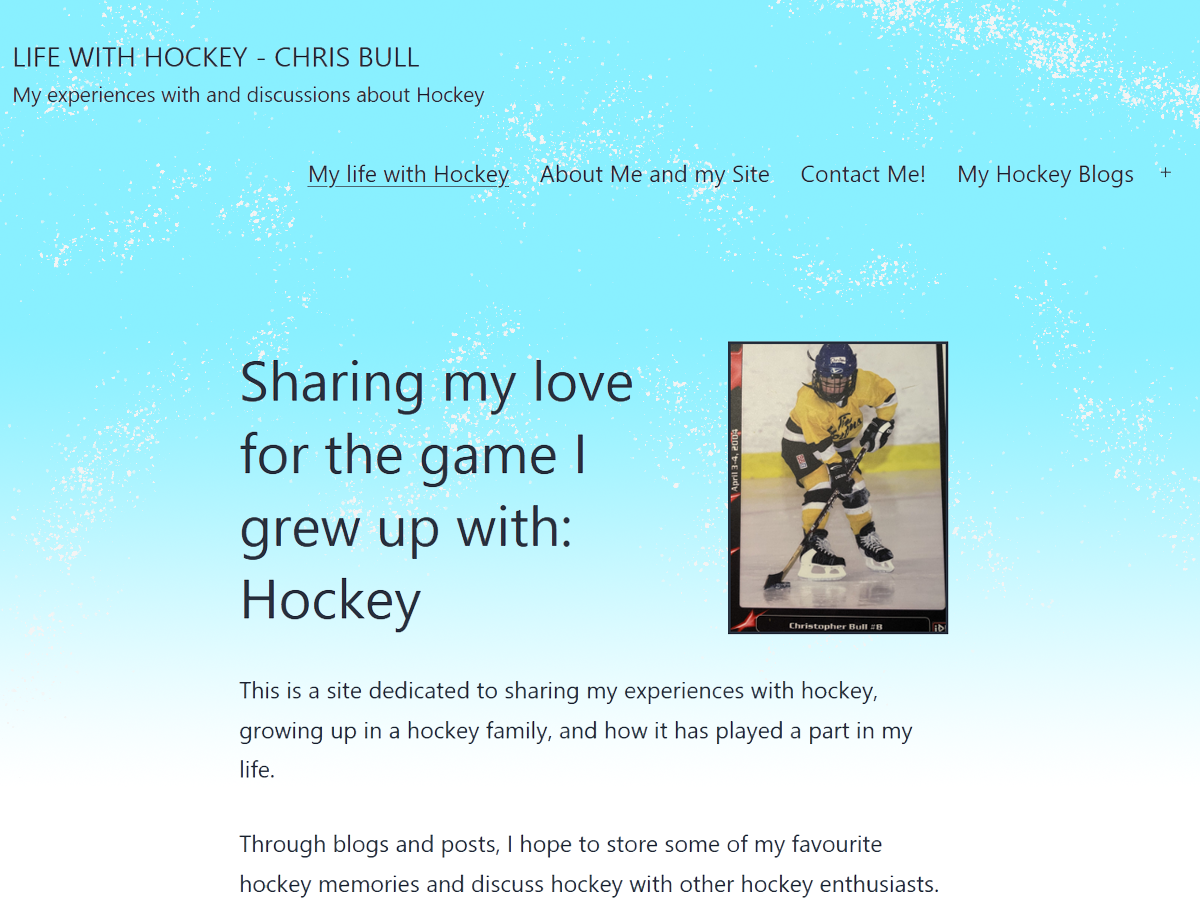 LIFE WITH HOCKEY - CHRIS BULL
My experiences with and discussions about Hockey
My life with Hockey About Me and my Site Contact Me! My Hockey Blogs +
Sharing my love
for the game I
grew up with:
Hockey
April 3-4, 2004
Christopher Bull #8
This is a site dedicated to sharing my experiences with hockey,
growing up in a hockey family, and how it has played a part in my
life.
Through blogs and posts, I hope to store some of my favourite
hockey memories and discuss hockey with other hockey enthusiasts.